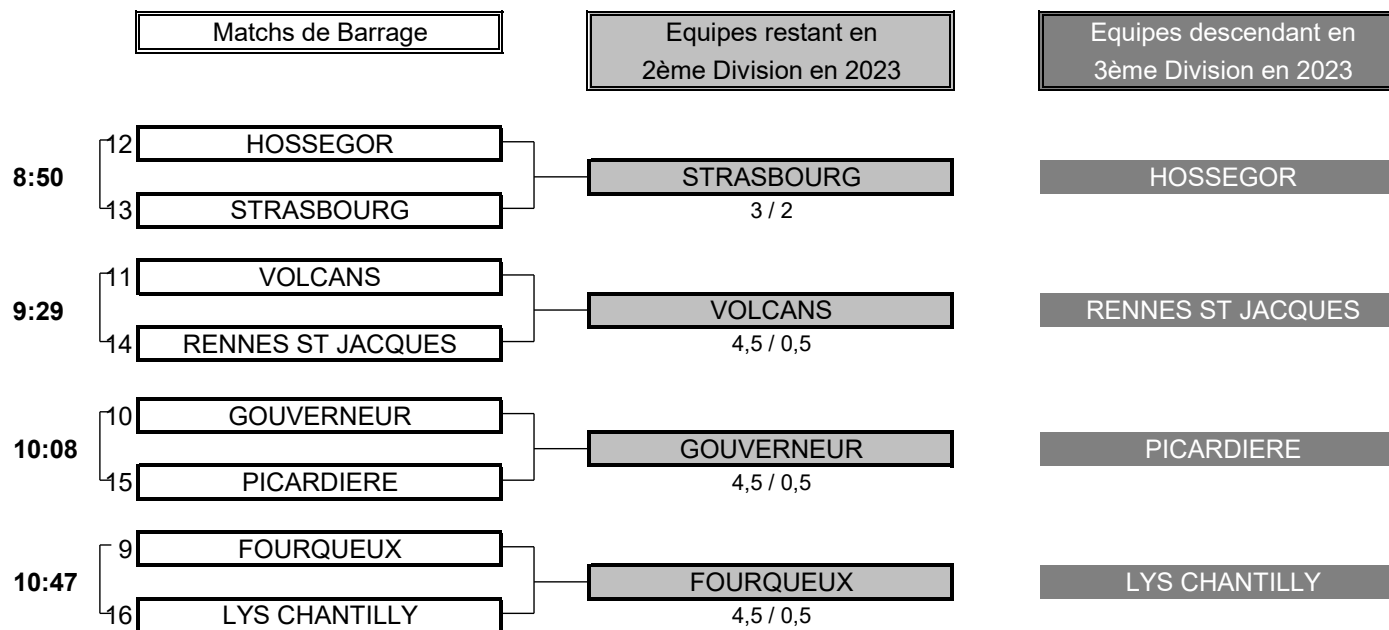 Matchs de Barrage
Equipes restant en
2ème Division en 2023
Equipes descendant en
3ème Division en 2023
12 HOSSEGOR
8:50 STRASBOURG HOSSEGOR
13 STRASBOURG 3 / 2
11 VOLCANS
9:29 VOLCANS RENNES ST JACQUES
14 RENNES ST JACQUES 4,5 / 0,5
10 GOUVERNEUR
10:08 GOUVERNEUR PICARDIERE
15 PICARDIERE 4,5 / 0,5
9 FOURQUEUX
10:47 FOURQUEUX LYS CHANTILLY
16 LYS CHANTILLY 4,5 / 0,5